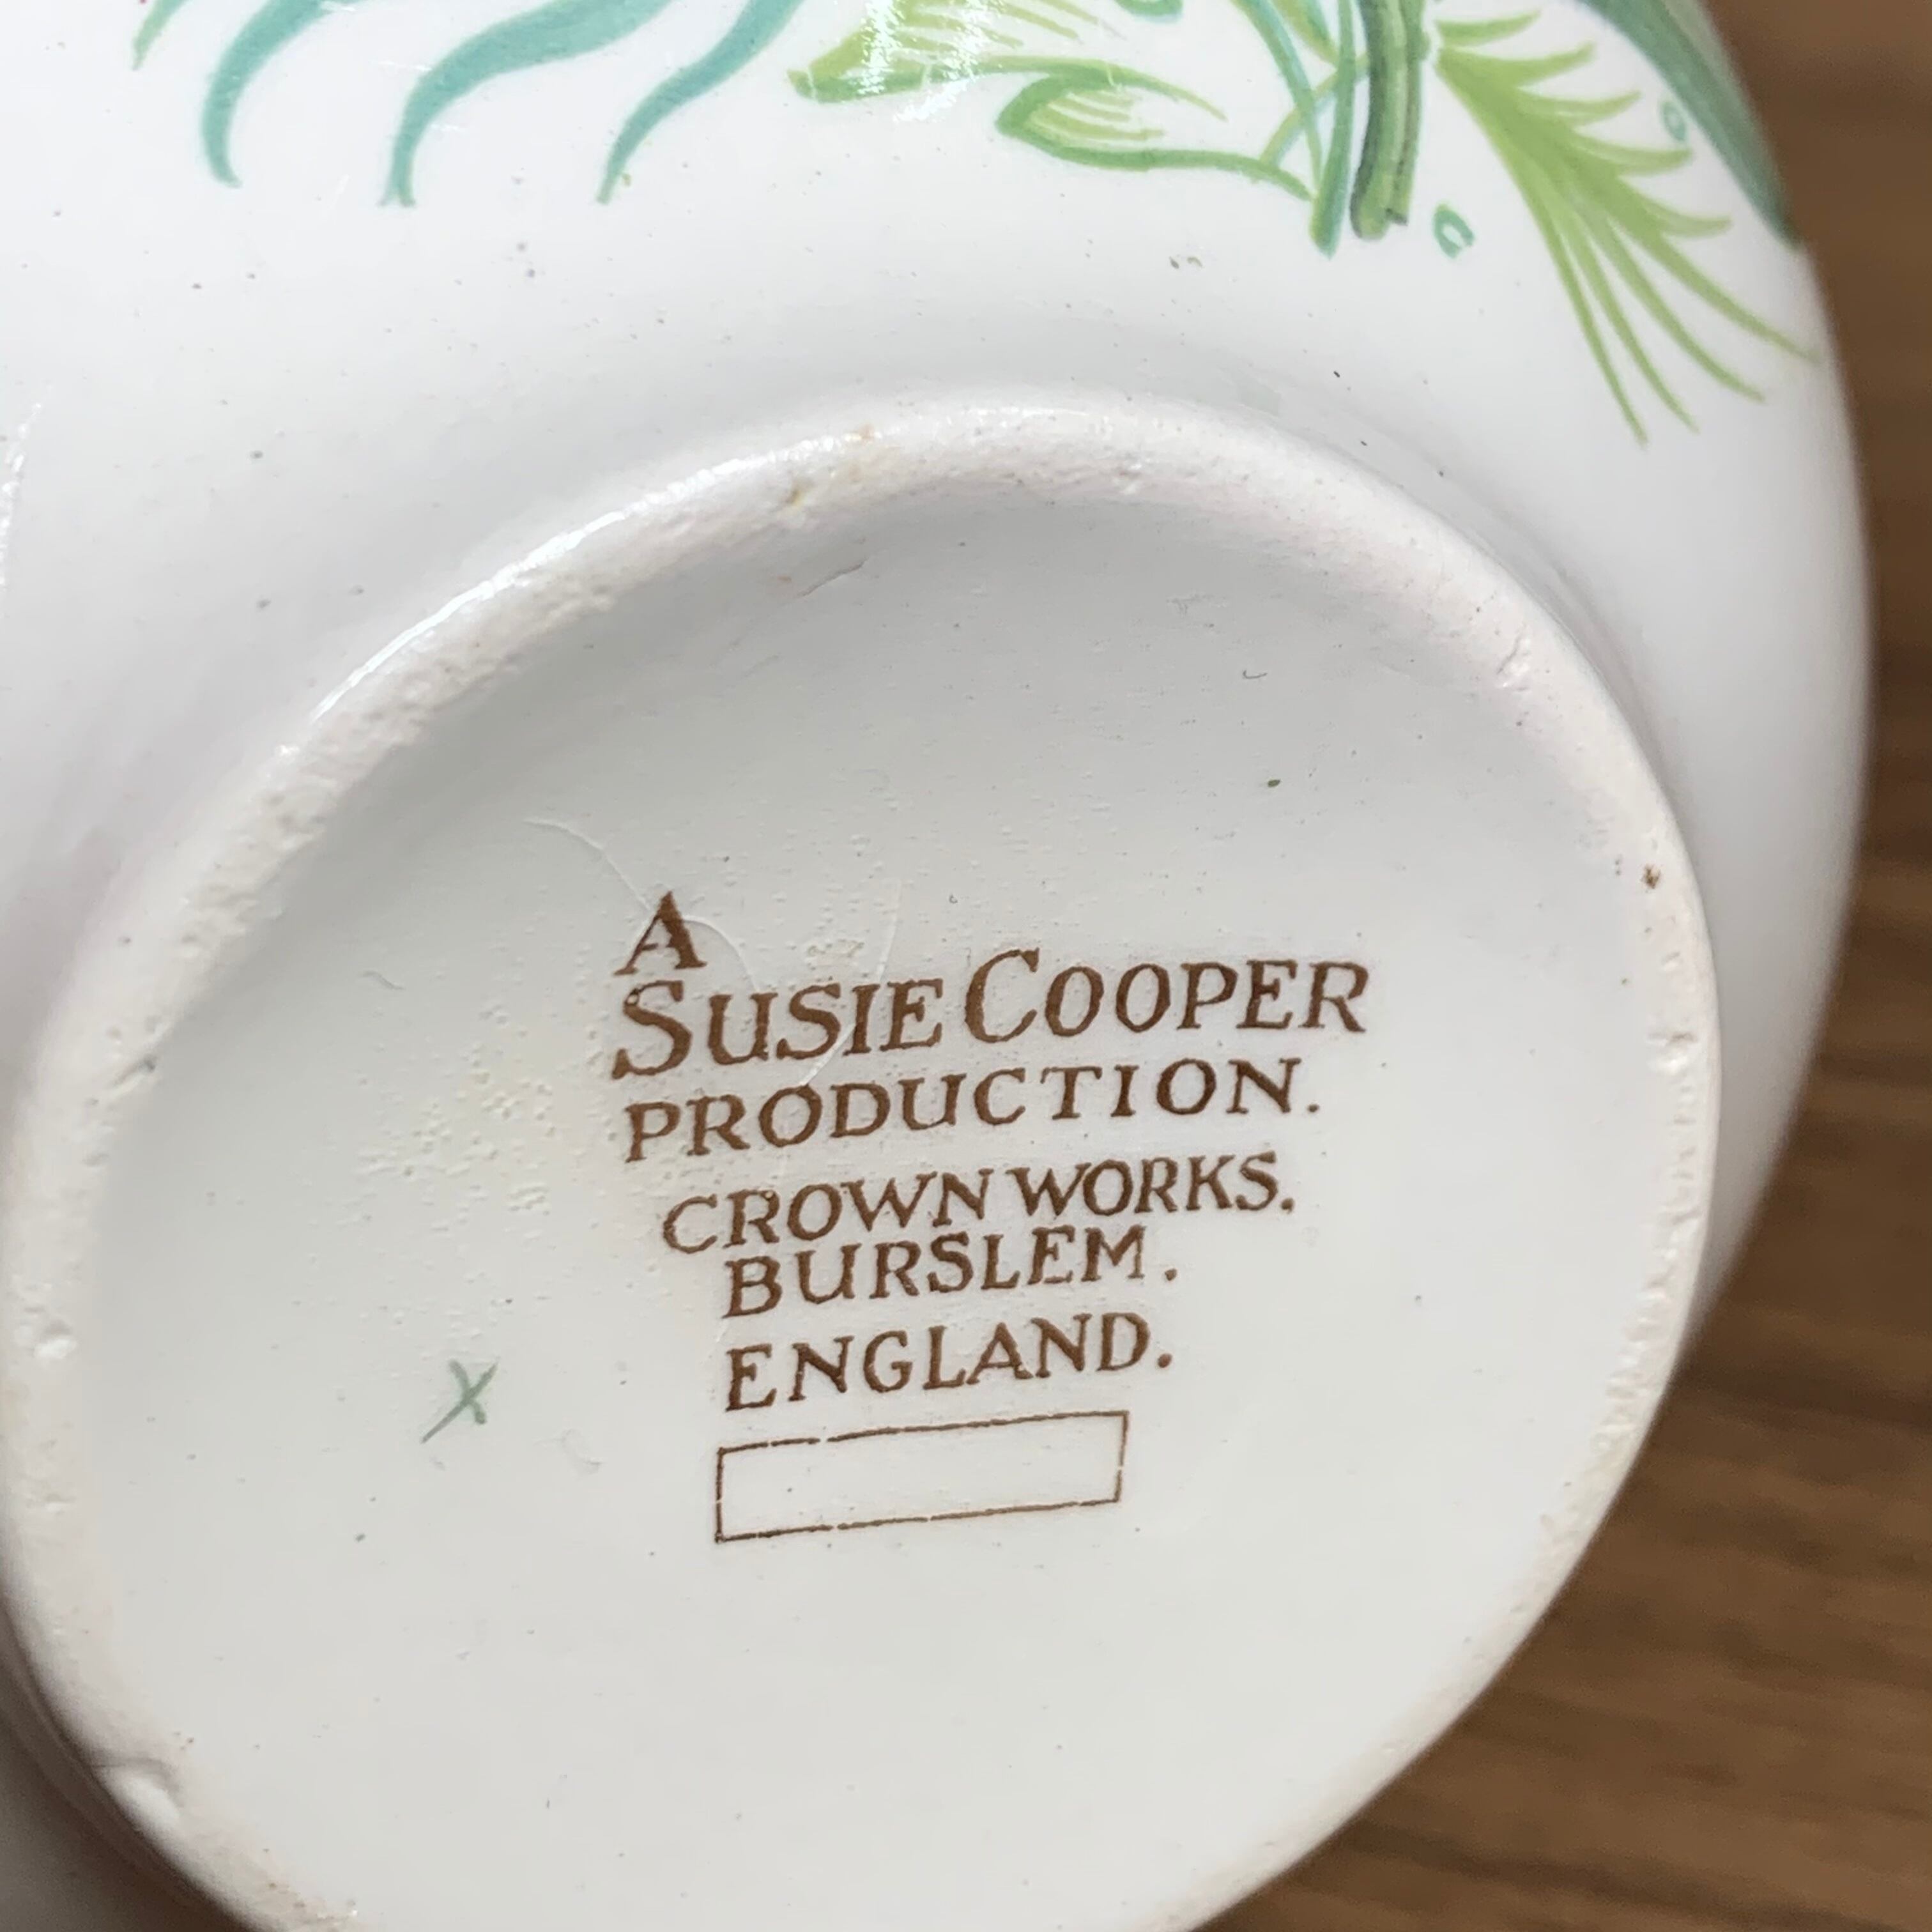 A
SUSIE COOPER
PRODUCTION.
CROWN WORKS.
BURSLEM.
ENGLAND.
X